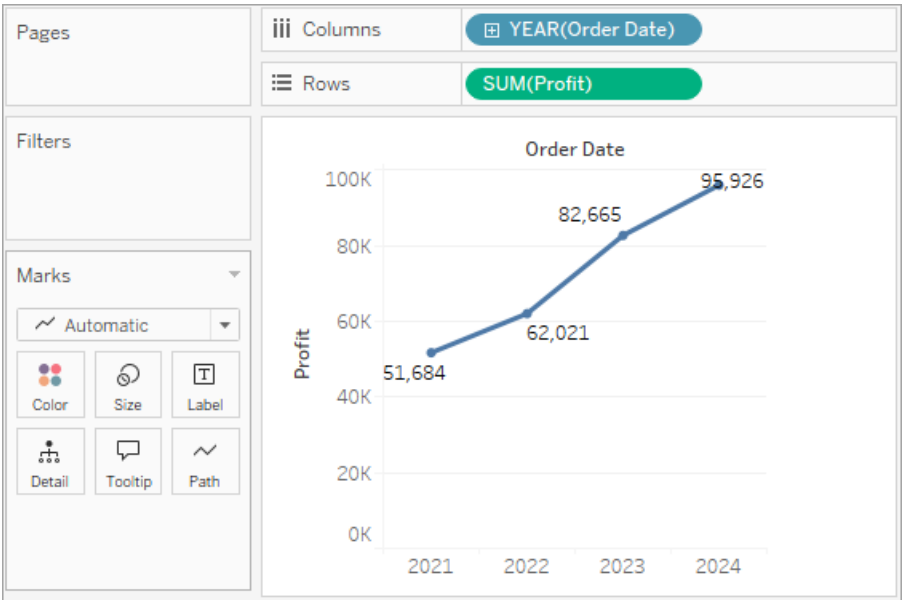 Pages
Columns
YEAR(Order Date)
Rows
SUM(Profit)
Filters
Marks
Automatic
Color
Size
Label
Detail
Tooltip
Path
Order Date
100K
80K
60K
40K
20K
0K
Profit
51,684
62,021
82,665
95,926
2021
2022
2023
2024